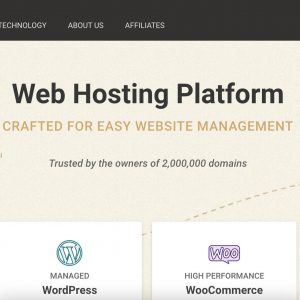 TECHNOLOGY ABOUT US AFFILIATES
Web Hosting Platform
CRAFTED FOR EASY WEBSITE MANAGEMENT
Trusted by the owners of 2,000,000 domains
WOO
MANAGED HIGH PERFORMANCE
WordPress WooCommerce